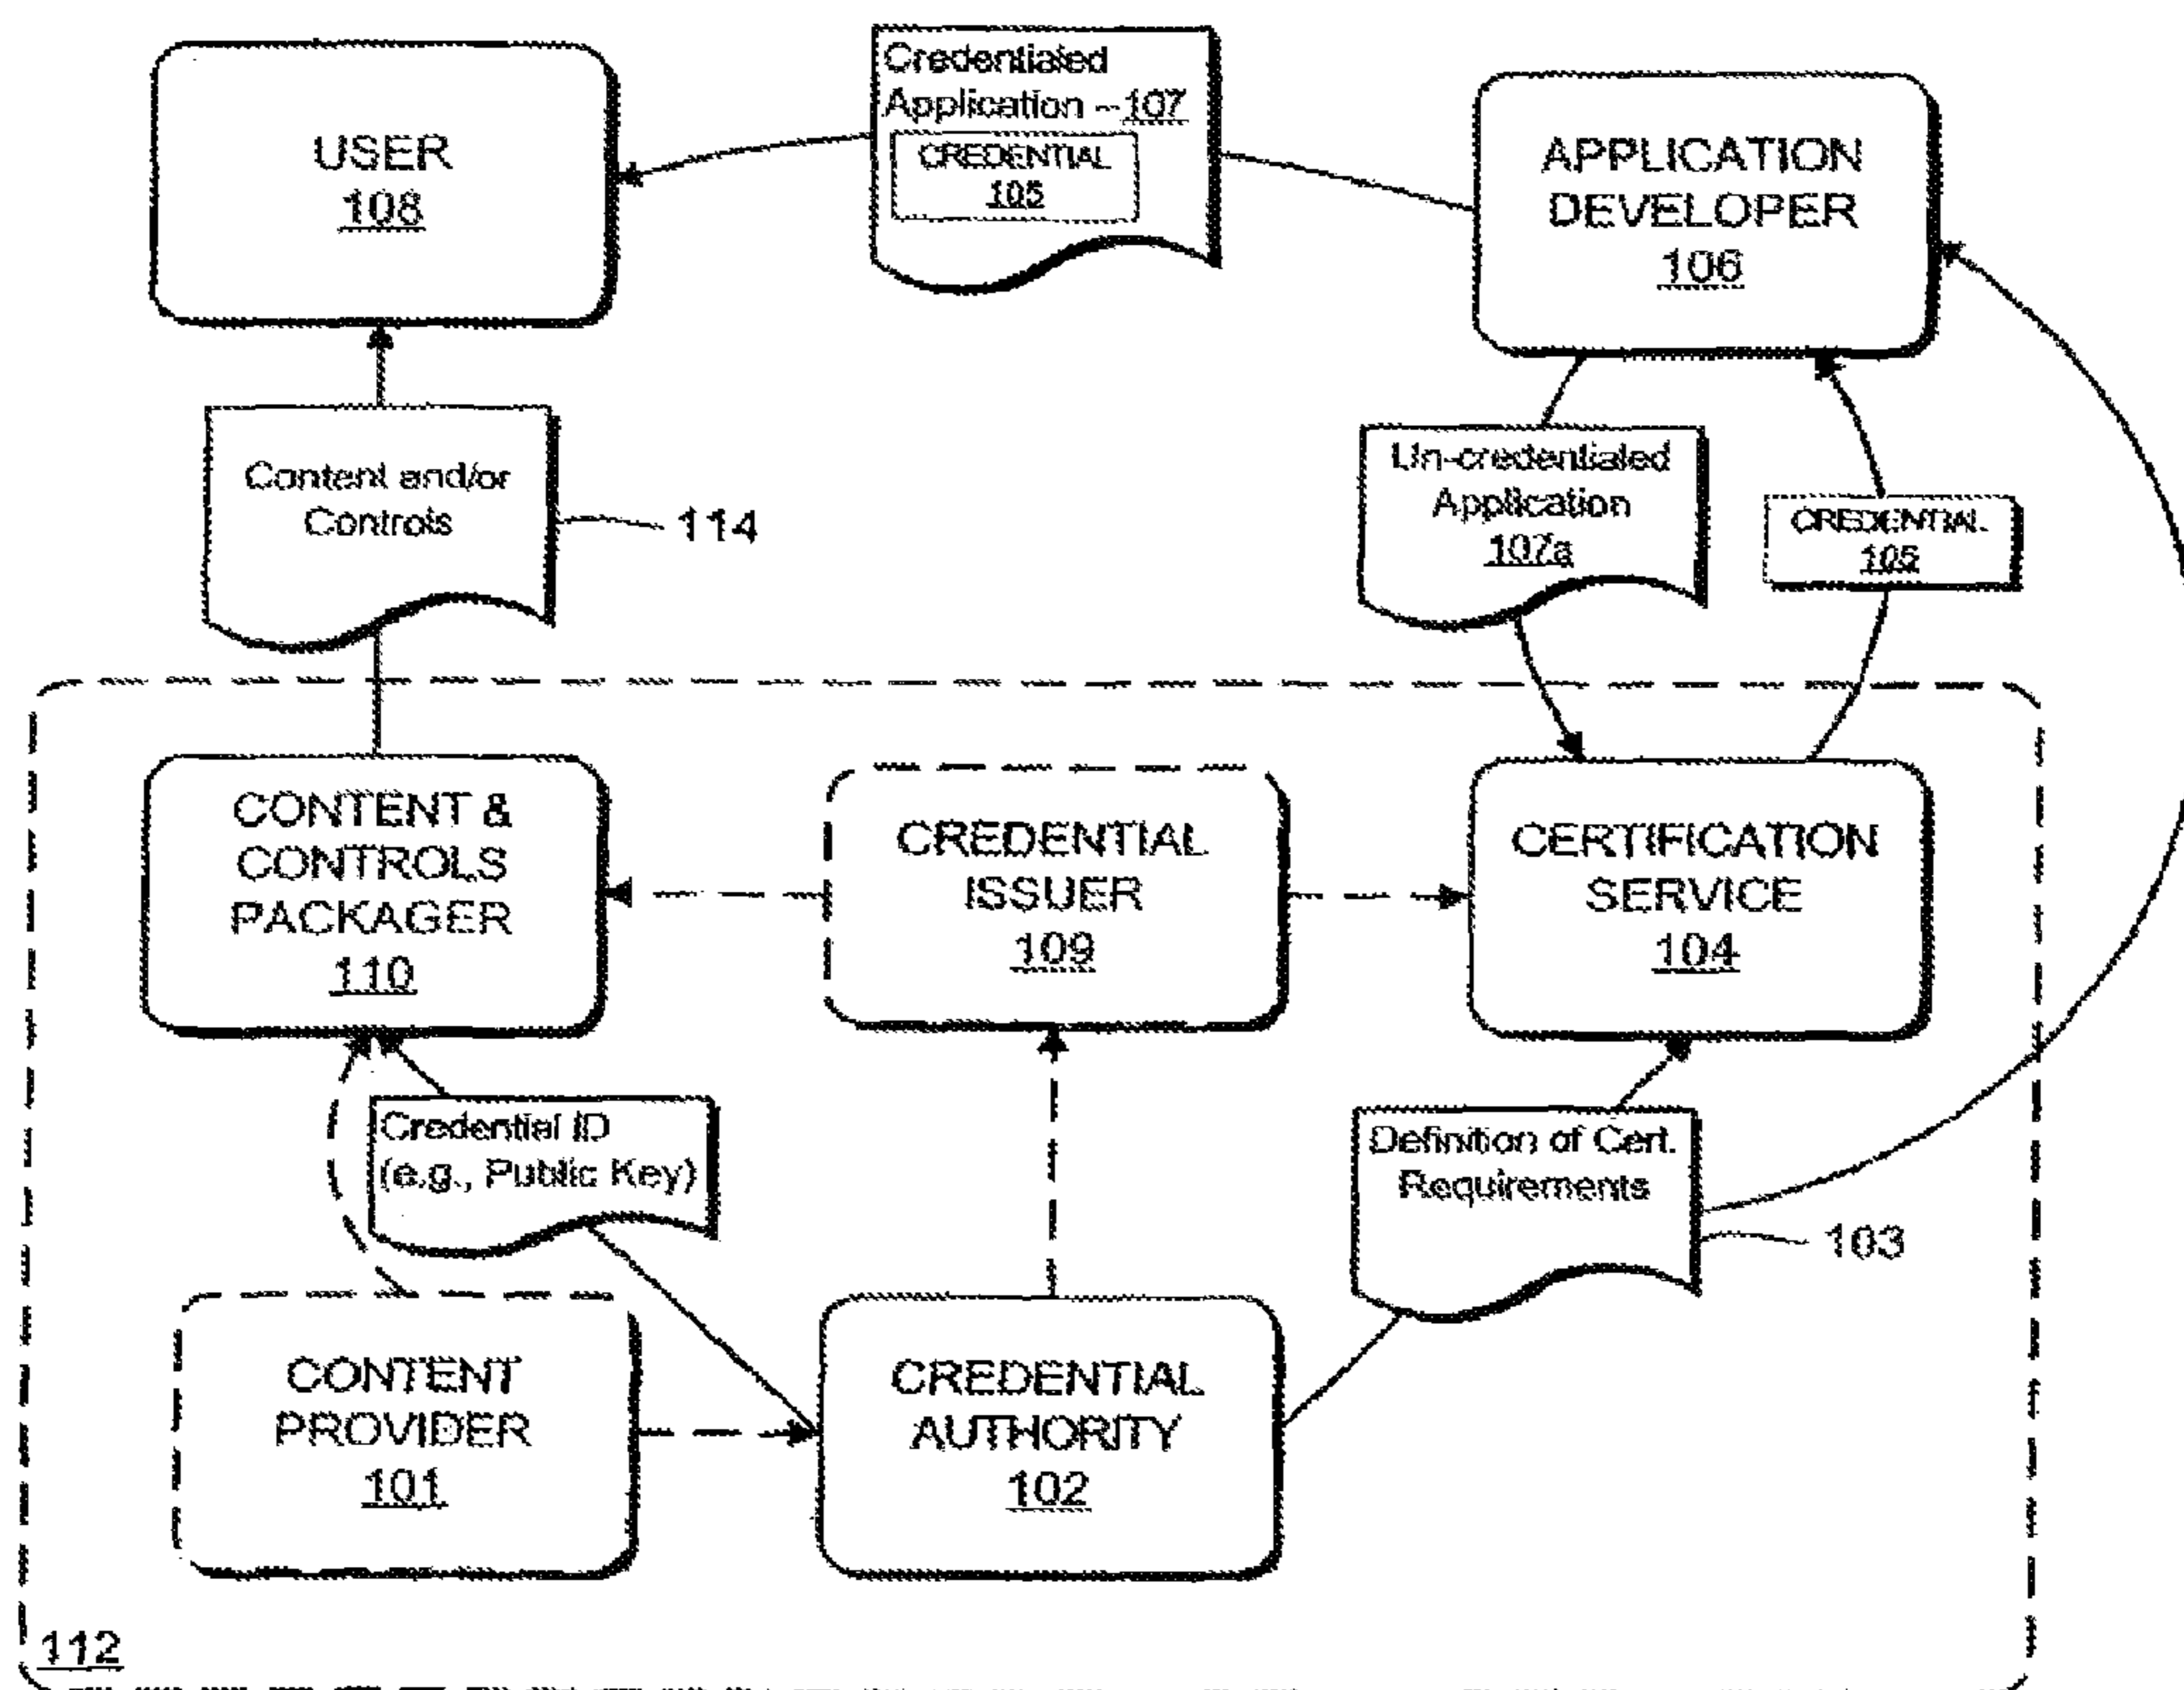 USER
108
Credentialed
Application --107
CREDENTIAL
105
APPLICATION
DEVELOPER
106
Content and/or
Controls
114
Un-credentialed
Application
107a
CREDENTIAL
105
CONTENT &
CONTROLS
PACKAGER
110
CREDENTIAL
ISSUER
109
CERTIFICATION
SERVICE
104
Credential ID
(e.g., Public Key)
Definition of Cert.
Requirements
103
CONTENT
PROVIDER
101
CREDENTIAL
AUTHORITY
102
112